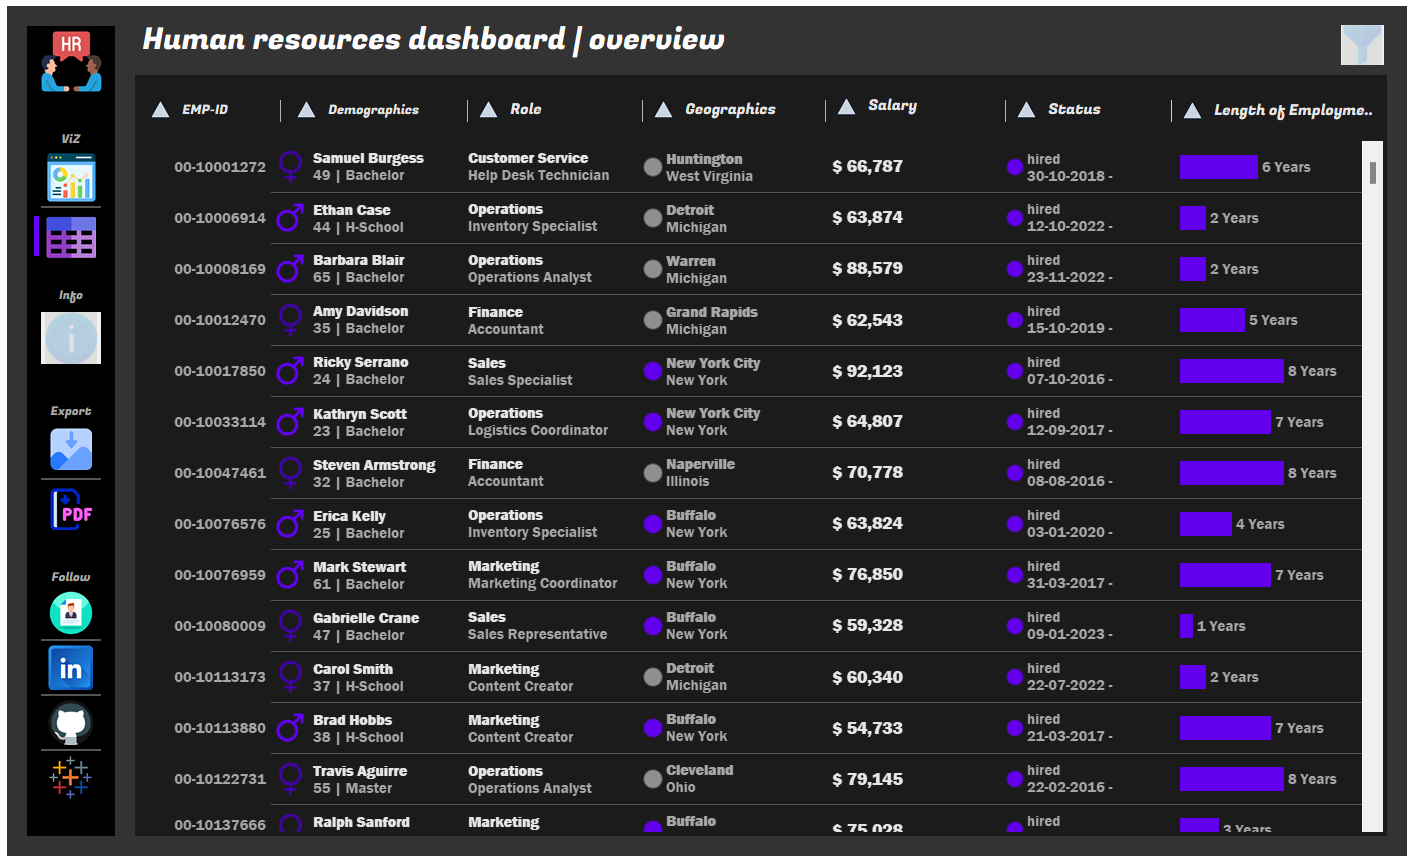 HR
Human resources dashboard | overview
EMP-ID Demographics Role Geographics Salary Status Length of Employme..
ViZ
Info
i
Export
PDF
Follow
in
00-10001272 Samuel Burgess Customer Service Huntington $ 66,787 hired 6 Years
49 | Bachelor Help Desk Technician West Virginia 30-10-2018 -
00-10006914 Ethan Case Operations Detroit $ 63,874 hired 2 Years
44 | H-School Inventory Specialist Michigan 12-10-2022 -
00-10008169 Barbara Blair Operations Warren $ 88,579 hired 2 Years
65 | Bachelor Operations Analyst Michigan 23-11-2022 -
00-10012470 Amy Davidson Finance Grand Rapids $ 62,543 hired 5 Years
35 | Bachelor Accountant Michigan 15-10-2019 -
00-10017850 Ricky Serrano Sales New York City $ 92,123 hired 8 Years
24 | Bachelor Sales Specialist New York 07-10-2016 -
00-10033114 Kathryn Scott Operations New York City $ 64,807 hired 7 Years
23 | Bachelor Logistics Coordinator New York 12-09-2017 -
00-10047461 Steven Armstrong Finance Naperville $ 70,778 hired 8 Years
32 | Bachelor Accountant Illinois 08-08-2016 -
00-10076576 Erica Kelly Operations Buffalo $ 63,824 hired 4 Years
25 | Bachelor Inventory Specialist New York 03-01-2020 -
00-10076959 Mark Stewart Marketing Buffalo $ 76,850 hired 7 Years
61 | Bachelor Marketing Coordinator New York 31-03-2017 -
00-10080009 Gabrielle Crane Sales Buffalo $ 59,328 hired 1 Years
47 | Bachelor Sales Representative New York 09-01-2023 -
00-10113173 Carol Smith Marketing Detroit $ 60,340 hired 2 Years
37 | H-School Content Creator Michigan 22-07-2022 -
00-10113880 Brad Hobbs Marketing Buffalo $ 54,733 hired 7 Years
38 | H-School Content Creator New York 21-03-2017 -
00-10122731 Travis Aguirre Operations Cleveland $ 79,145 hired 8 Years
55 | Master Operations Analyst Ohio 22-02-2016 -
00-10137666 Ralph Sanford Marketing Buffalo $ 75,028 hired 3 Years